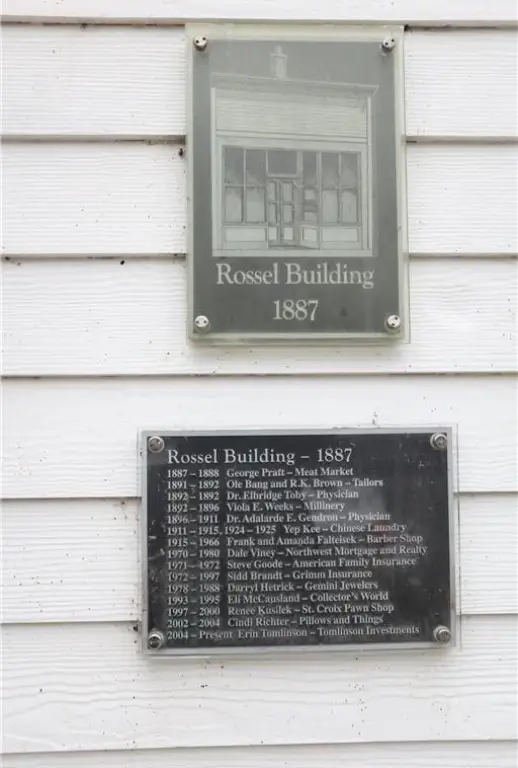 Rossel Building
1887
Rossel Building – 1887
1887 – 1888 George Praft – Meat Market
1891 – 1892 Ole Bang and R.K. Brown – Tailors
1892 – 1892 Dr. Elbridge Toby – Physician
1892 – 1896 Viola E. Weeks – Millinery
1896 – 1911 Dr. Adalarde E. Gendron – Physician
1911 – 1915, 1924 – 1925 Yep Kee – Chinese Laundry
1915 – 1966 Frank and Amanda Falteisek – Barber Shop
1970 – 1980 Dale Viney – Northwest Mortgage and Realty
1971 – 1972 Steve Goode – American Family Insurance
1972 – 1997 Sidd Brandt – Grimm Insurance
1978 – 1988 Darryl Hetrick – Gemini Jewelers
1993 – 1995 Eli McCausland – Collector's World
1997 – 2000 Renee Kusilek – St. Croix Pawn Shop
2002 – 2004 Cindi Richter – Pillows and Things
2004 – Present Erin Tomlinson – Tomlinson Investments